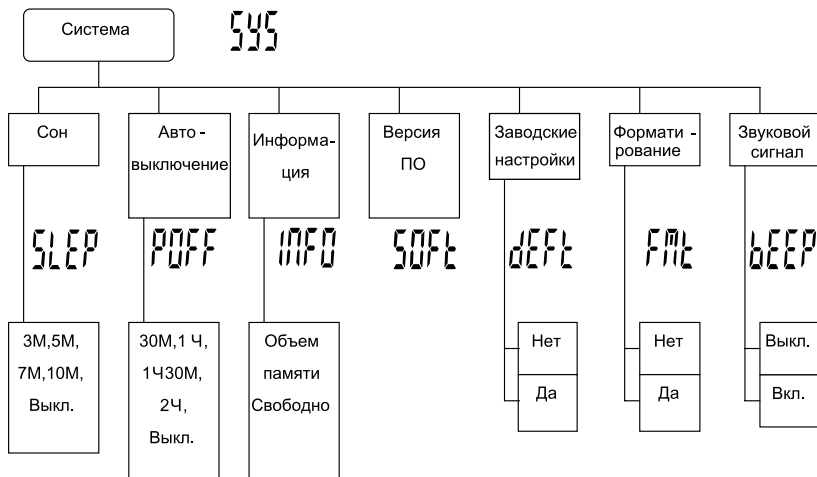 Система
SYS
Сон
Авто -
выключение
Информа-
ция
Версия
ПО
Заводские
настройки
Формати -
рование
Звуковой
сигнал
SLEP
POFF
INFO
SOFt
dEFt
FMt
bEEP
3М,5М,
7М,10М,
Выкл.
30М,1 Ч,
1Ч30М,
2Ч,
Выкл.
Объем
памяти
Свободно
Нет
Да
Нет
Да
Выкл.
Вкл.